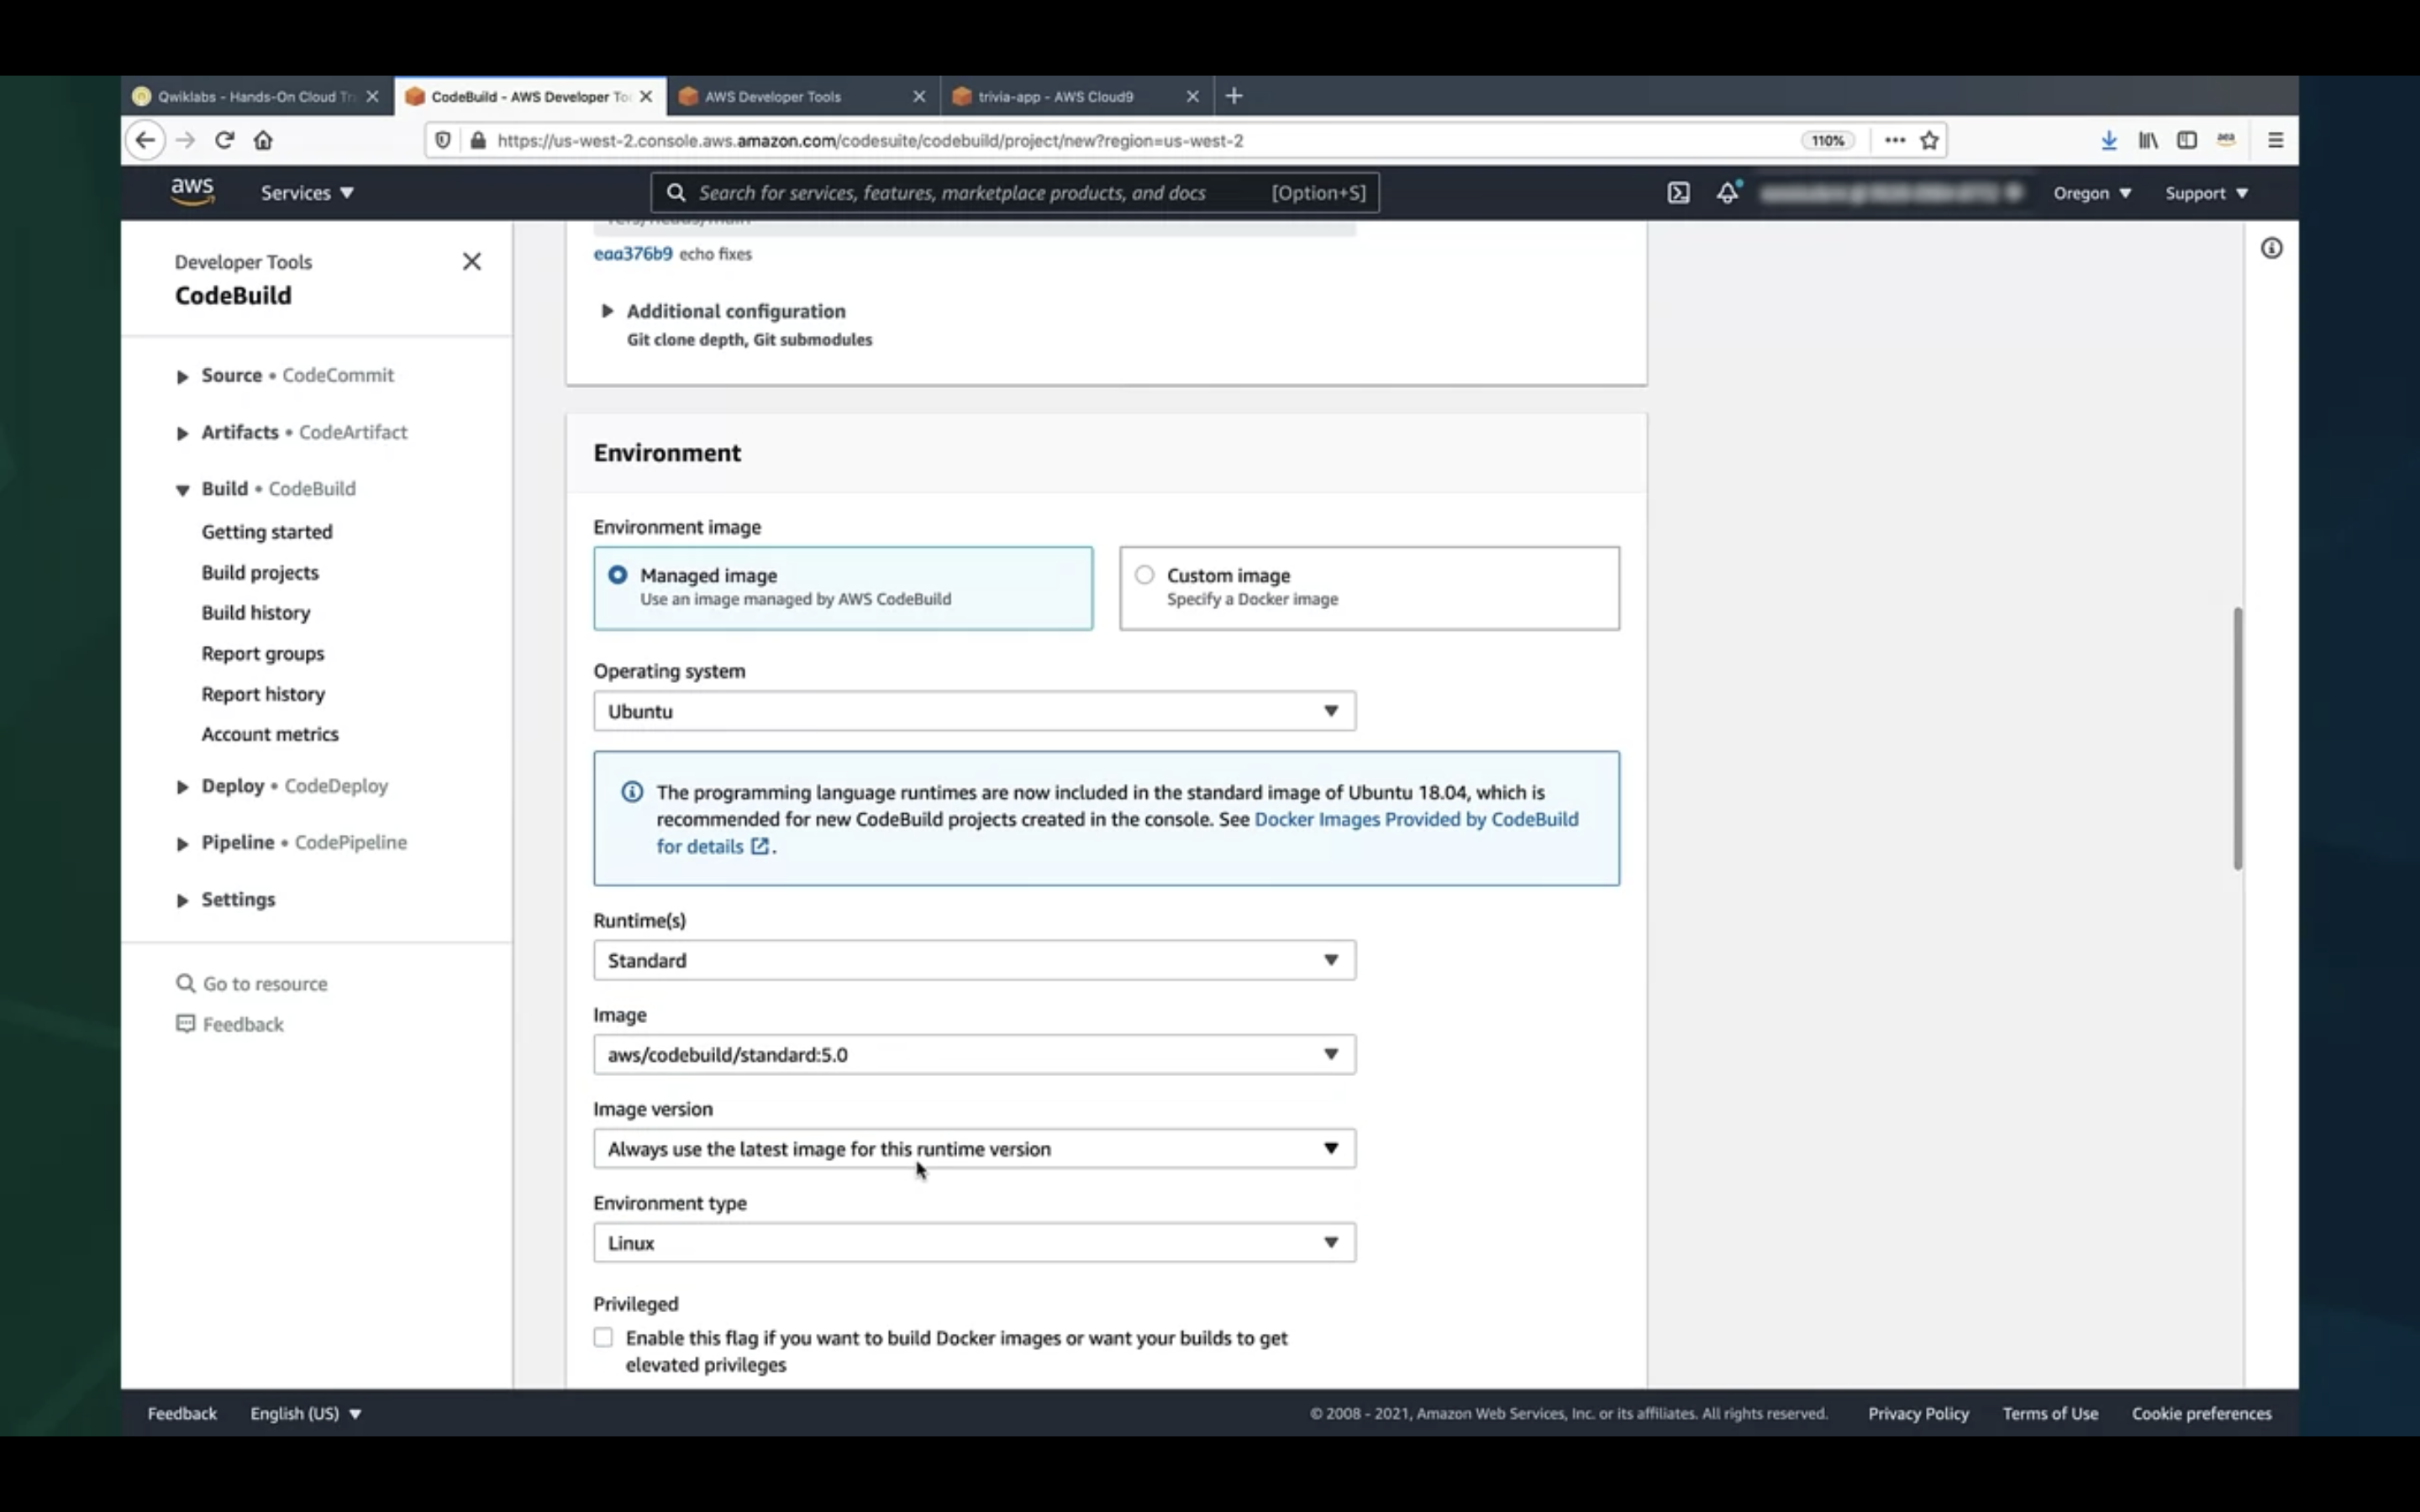 Qwiklabs - Hands-On Cloud Tr
CodeBuild - AWS Developer To
AWS Developer Tools
trivia-app - AWS Cloud9
https://us-west-2.console.aws.amazon.com/codesuite/codebuild/project/new?region=us-west-2
110%
aws
Services
Search for services, features, marketplace products, and docs
[Option+S]
Oregon
Support
Developer Tools
CodeBuild
Source • CodeCommit
Artifacts • CodeArtifact
Build • CodeBuild
Getting started
Build projects
Build history
Report groups
Report history
Account metrics
Deploy • CodeDeploy
Pipeline • CodePipeline
Settings
Go to resource
Feedback
eaa376b9 echo fixes
Additional configuration
Git clone depth, Git submodules
Environment
Environment image
Managed image
Use an image managed by AWS CodeBuild
Custom image
Specify a Docker image
Operating system
Ubuntu
The programming language runtimes are now included in the standard image of Ubuntu 18.04, which is
recommended for new CodeBuild projects created in the console. See Docker Images Provided by CodeBuild
for details .
Runtime(s)
Standard
Image
aws/codebuild/standard:5.0
Image version
Always use the latest image for this runtime version
Environment type
Linux
Privileged
Enable this flag if you want to build Docker images or want your builds to get
elevated privileges
Feedback
English (US)
© 2008 - 2021, Amazon Web Services, Inc. or its affiliates. All rights reserved.
Privacy Policy
Terms of Use
Cookie preferences